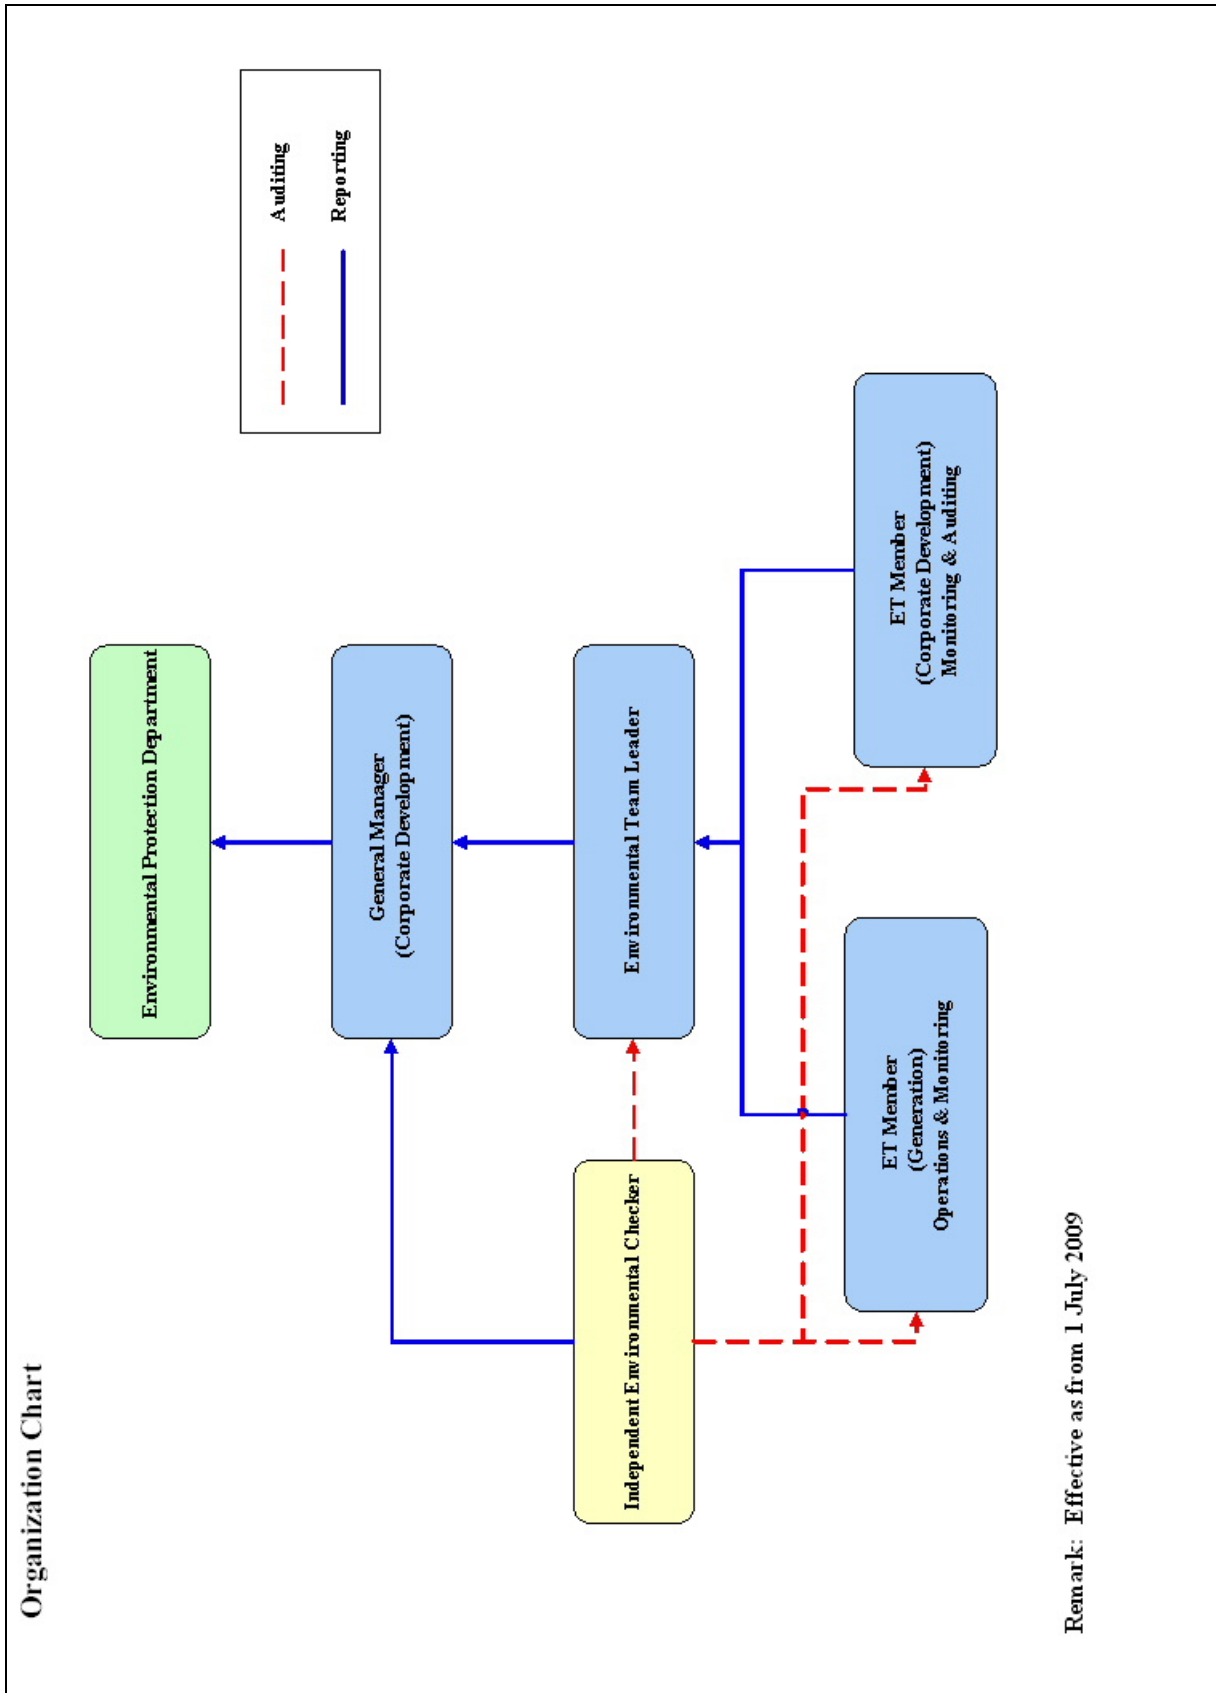 Organization Chart
Environmental Protection Department
Auditing
Reporting
General Manager
(Corporate Development)
Independent Environmental Checker
Environmental Team Leader
ET Member
(Generation)
Operations & Monitoring
ET Member
(Corporate Development)
Monitoring & Auditing
Remark: Effective as from 1 July 2009